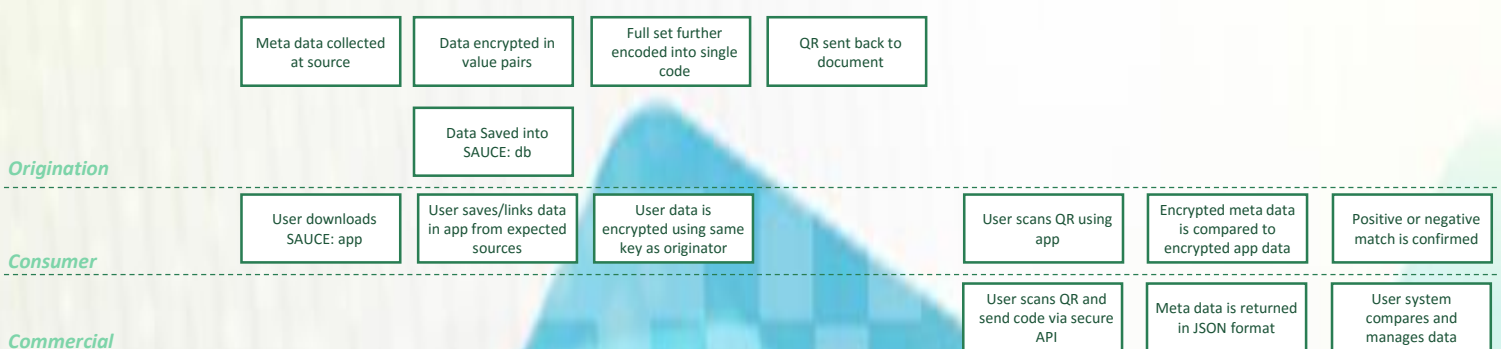 Meta data collected
at source
Data encrypted in
value pairs
Full set further
encoded into single
code
QR sent back to
document
Data Saved into
SAUCE: db
Origination
User downloads
SAUCE: app
User saves/links data
in app from expected
sources
User data is
encrypted using same
key as originator
User scans QR using
app
Encrypted meta data
is compared to
encrypted app data
Positive or negative
match is confirmed
Consumer
User scans QR and
send code via secure
API
Meta data is returned
in JSON format
User system
compares and
manages data
Commercial